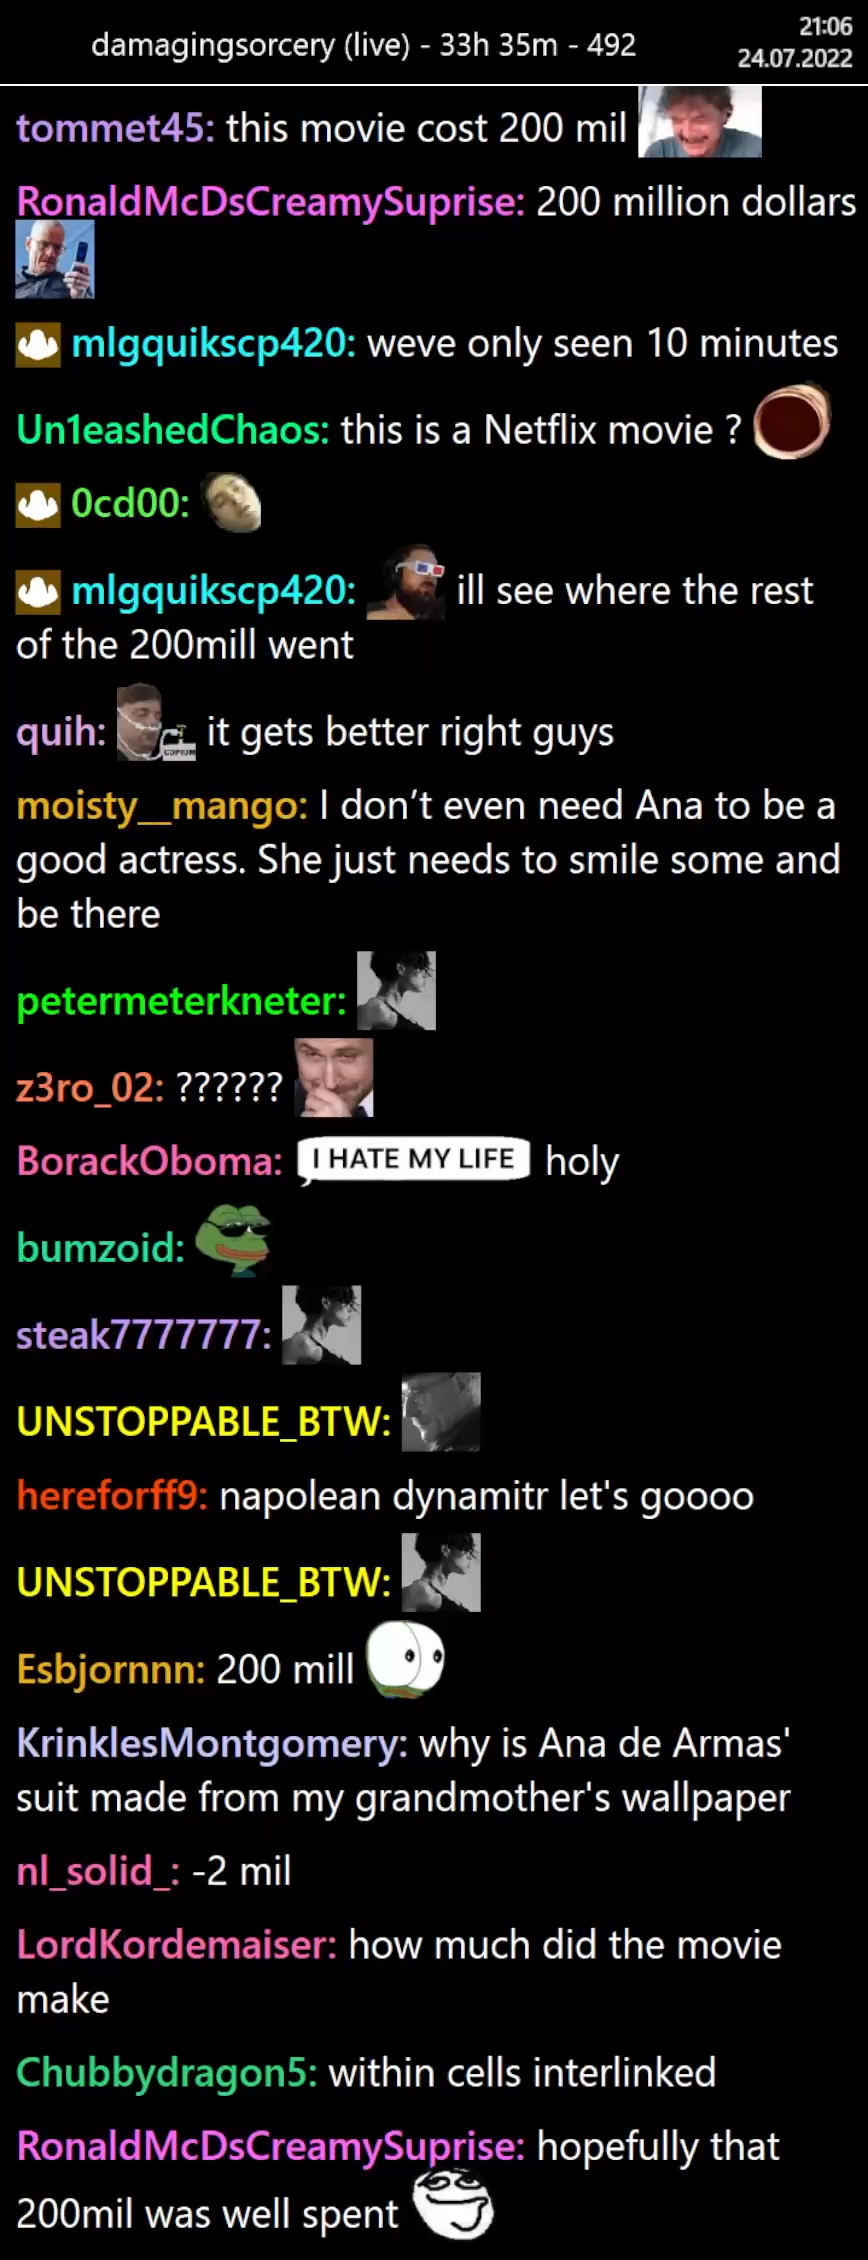 damagingsorcery (live) - 33h 35m - 492
21:06
24.07.2022
tommet45: this movie cost 200 mil
RonaldMcDsCreamySuprise: 200 million dollars
mlgquikscp420: weve only seen 10 minutes
Un1eashedChaos: this is a Netflix movie ?
0cd00:
mlgquikscp420: ill see where the rest
of the 200mill went
quih: it gets better right guys
COPIUM
moisty__mango: I don’t even need Ana to be a
good actress. She just needs to smile some and
be there
petermeterkneter:
z3ro_02: ??????
BorackOboma: I HATE MY LIFE holy
bumzoid:
steak7777777:
UNSTOPPABLE_BTW:
hereforff9: napolean dynamitr let's goooo
UNSTOPPABLE_BTW:
Esbjornnn: 200 mill
KrinklesMontgomery: why is Ana de Armas'
suit made from my grandmother's wallpaper
nl_solid_: -2 mil
LordKordemaiser: how much did the movie
make
Chubbydragon5: within cells interlinked
RonaldMcDsCreamySuprise: hopefully that
200mil was well spent